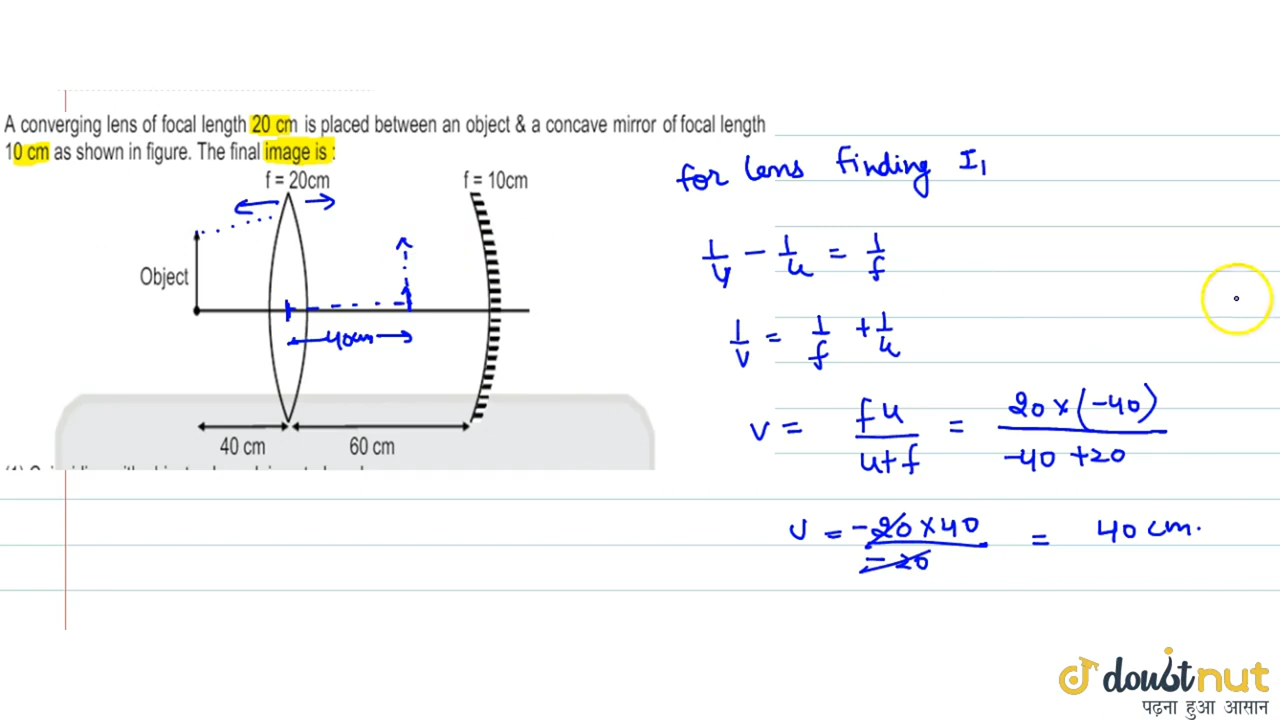 A converging lens of focal length 20 cm is placed between an object & a concave mirror of focal length
10 cm as shown in figure. The final image is :
f = 20cm
f = 10cm
Object
40cm
40 cm
60 cm
for lens finding I₁
1/v - 1/u = 1/f
1/v = 1/f + 1/u
v = fu/u+f = 20×(-40)/-40+20
v = -20×40/-20 = 40 cm.
doubtnut
पढ़ना हुआ आसान